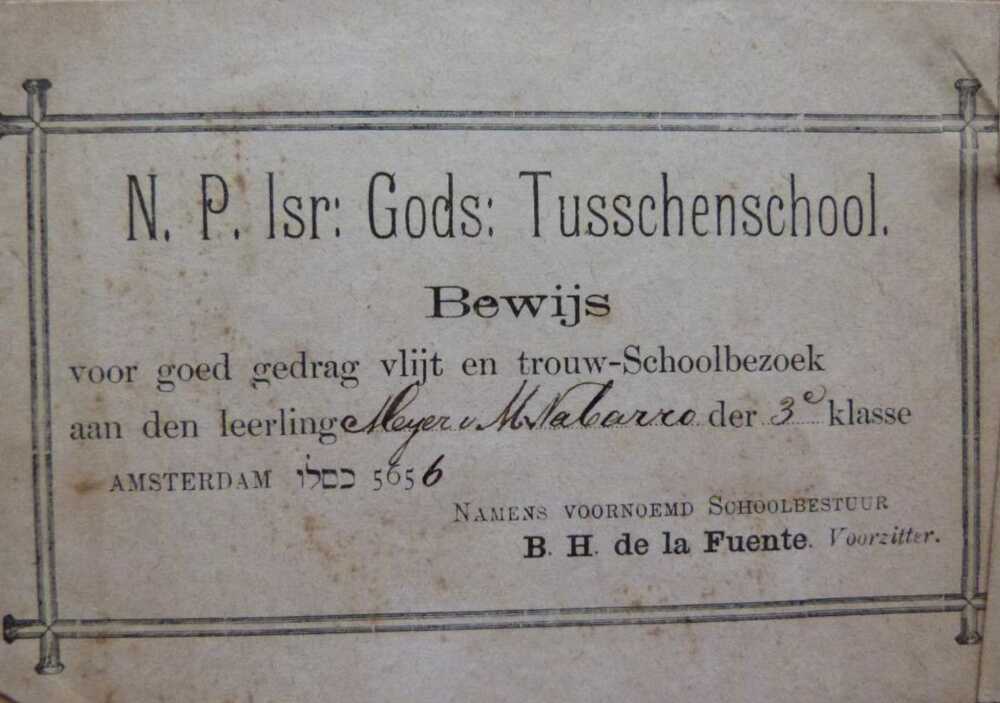 N. P. Isr: Gods: Tusschenschool.
Bewijs
voor goed gedrag vlijt en trouw-Schoolbezoek
aan den leerling Meyer v M Nabarro der 3e klasse
AMSTERDAM כסלו 5656
NAMENS VOORNOEMD SCHOOLBESTUUR
B. H. de la Fuente. Voorzitter.